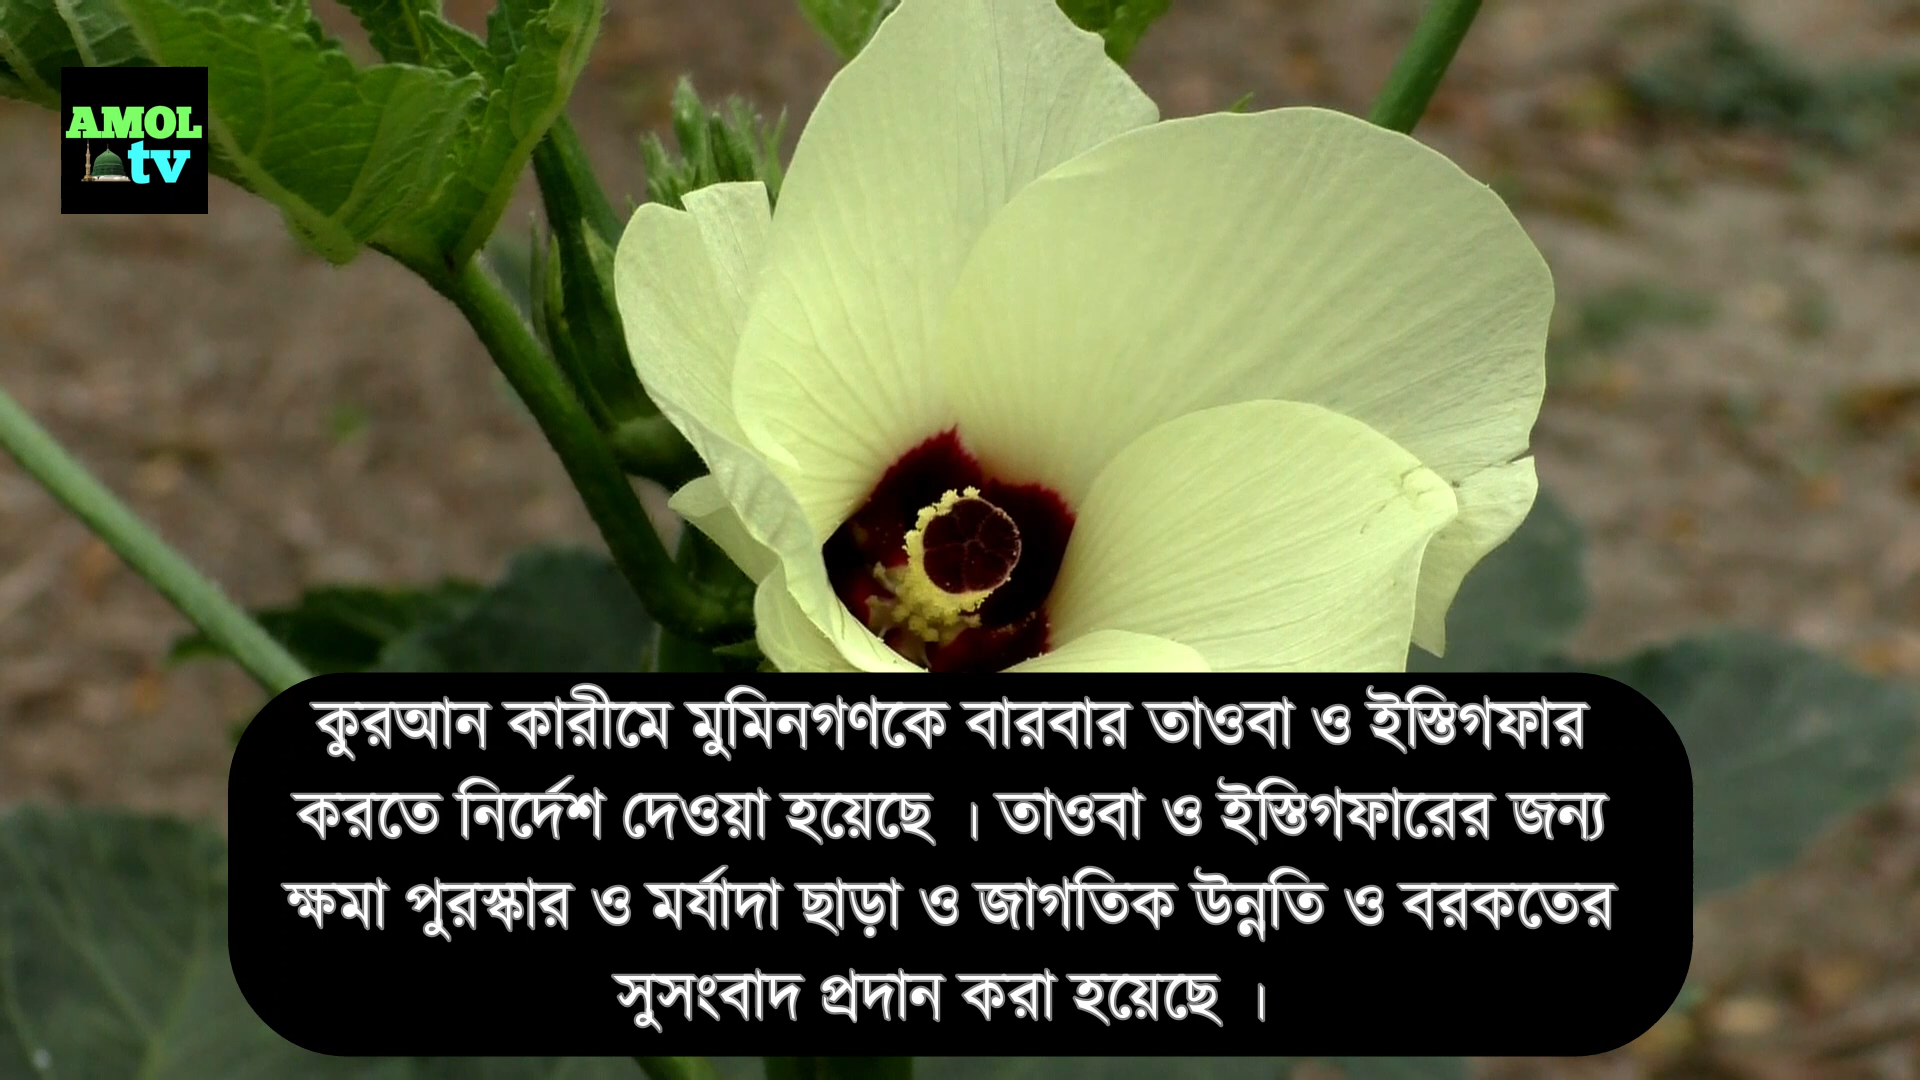 AMOL
tv
কুরআন কারীমে মুমিনগণকে বারবার তাওবা ও ইস্তিগফার
করতে নির্দেশ দেওয়া হয়েছে । তাওবা ও ইস্তিগফারের জন্য
ক্ষমা পুরস্কার ও মর্যাদা ছাড়া ও জাগতিক উন্নতি ও বরকতের
সুসংবাদ প্রদান করা হয়েছে ।